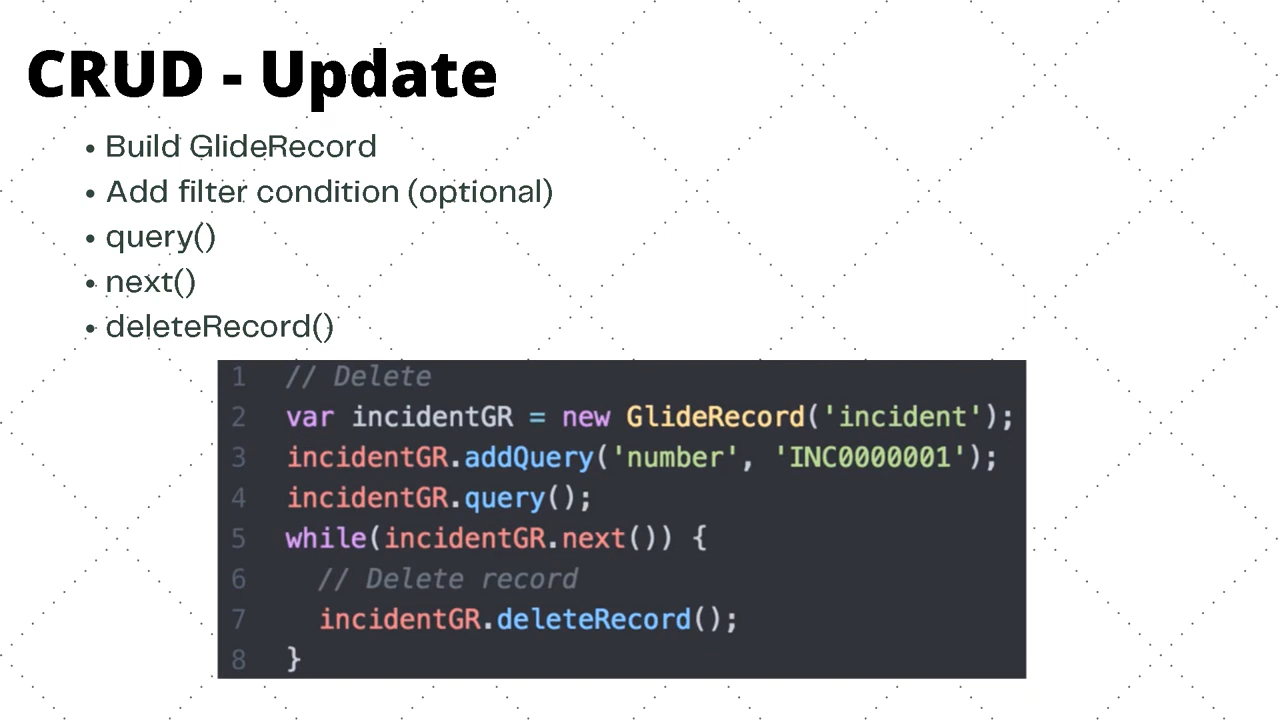 CRUD - Update
• Build GlideRecord
• Add filter condition (optional)
• query()
• next()
• deleteRecord()
1 // Delete
2 var incidentGR = new GlideRecord('incident');
3 incidentGR.addQuery('number', 'INC0000001');
4 incidentGR.query();
5 while(incidentGR.next()) {
6 // Delete record
7 incidentGR.deleteRecord();
8 }